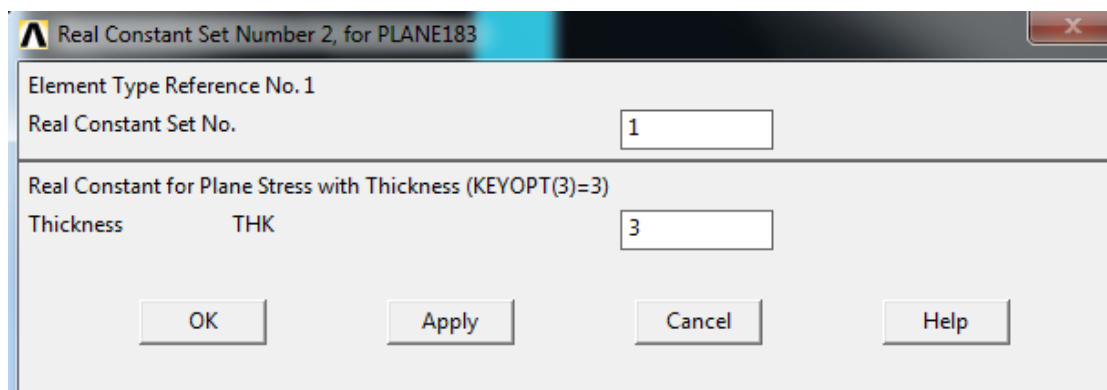 Real Constant Set Number 2, for PLANE183
Element Type Reference No. 1
Real Constant Set No. 1
Real Constant for Plane Stress with Thickness (KEYOPT(3)=3)
Thickness THK 3
OK Apply Cancel Help